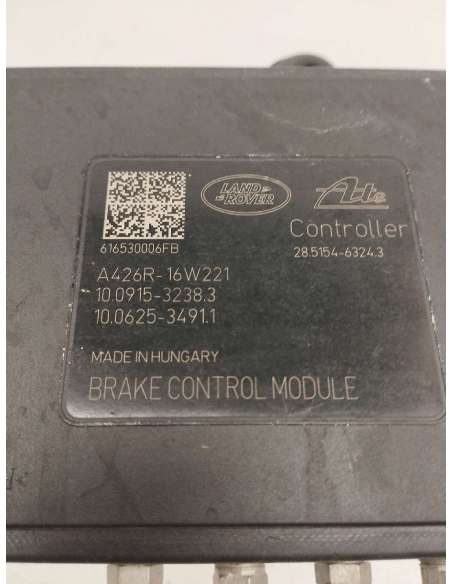 LAND
ROVER
Ate
616530006FB
Controller
28.5154-6324.3
A426R-16W221
10.0915-3238.3
10.0625-3491.1
MADE IN HUNGARY
BRAKE CONTROL MODULE